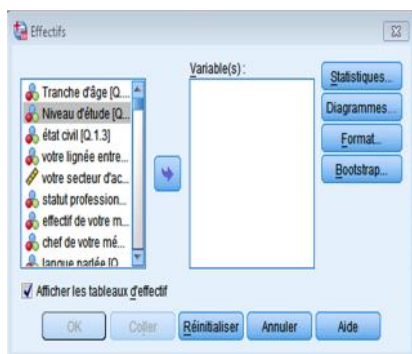 Effectifs
Variable(s) :
Tranche d'âge [Q....
Niveau d'étude [Q...
état civil [Q.1.3]
votre lignée entre...
votre secteur d'ac...
statut profession...
effectif de votre m...
chef de votre mé...
langue parlée [Q...
Statistiques...
Diagrammes...
Format...
Bootstrap...
Afficher les tableaux d'effectif
OK Coller Réinitialiser Annuler Aide